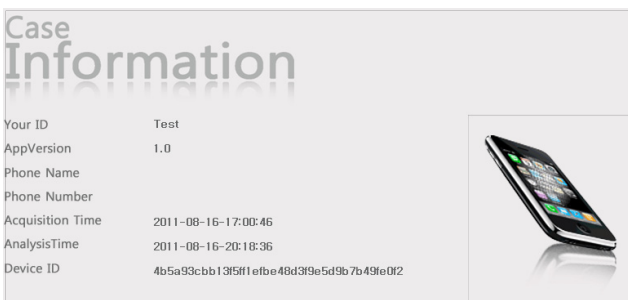 Case
Information
Your ID Test
AppVersion 1.0
Phone Name
Phone Number
Acquisition Time 2011-08-16-17:00:46
AnalysisTime 2011-08-16-20:18:36
Device ID 4b5a93cbb13f5ff1efbe48d3f9e5d9b7b49fe0f2